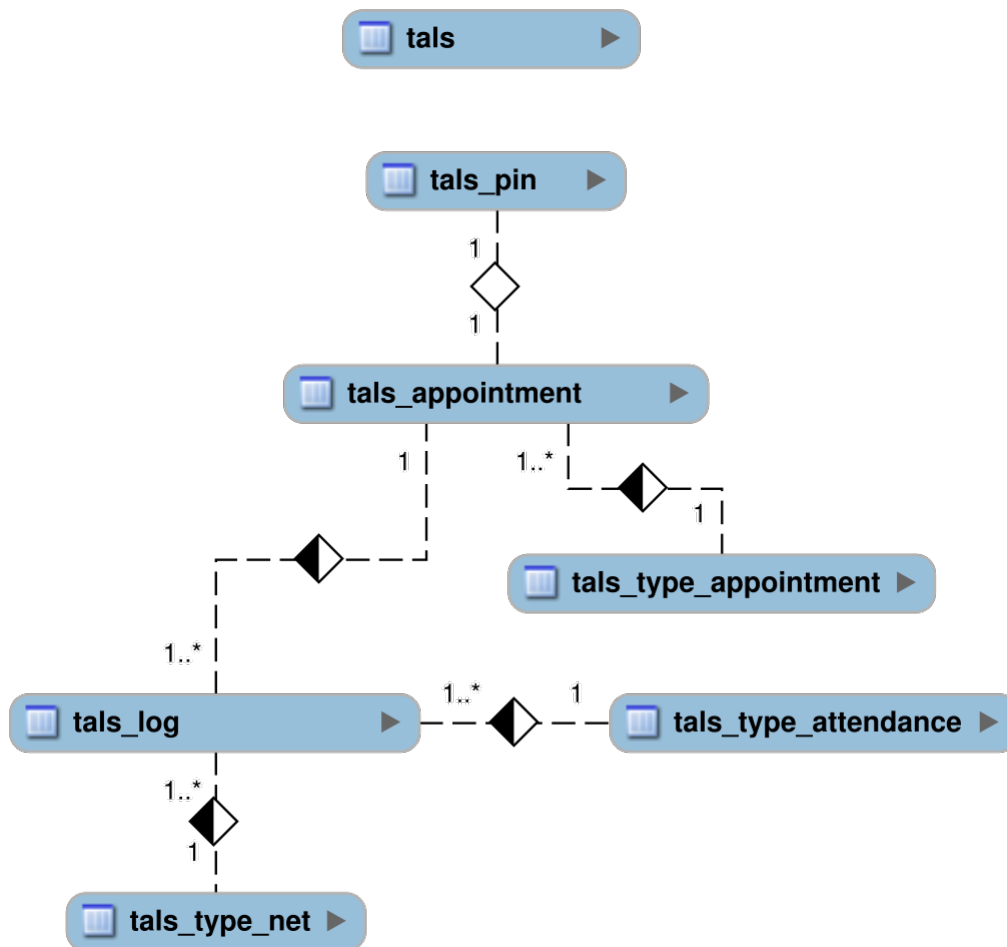 tals
tals_pin
1
1
tals_appointment
1
1..*
1
tals_type_appointment
1..*
1..*
1
tals_log
tals_type_attendance
1..*
1
tals_type_net